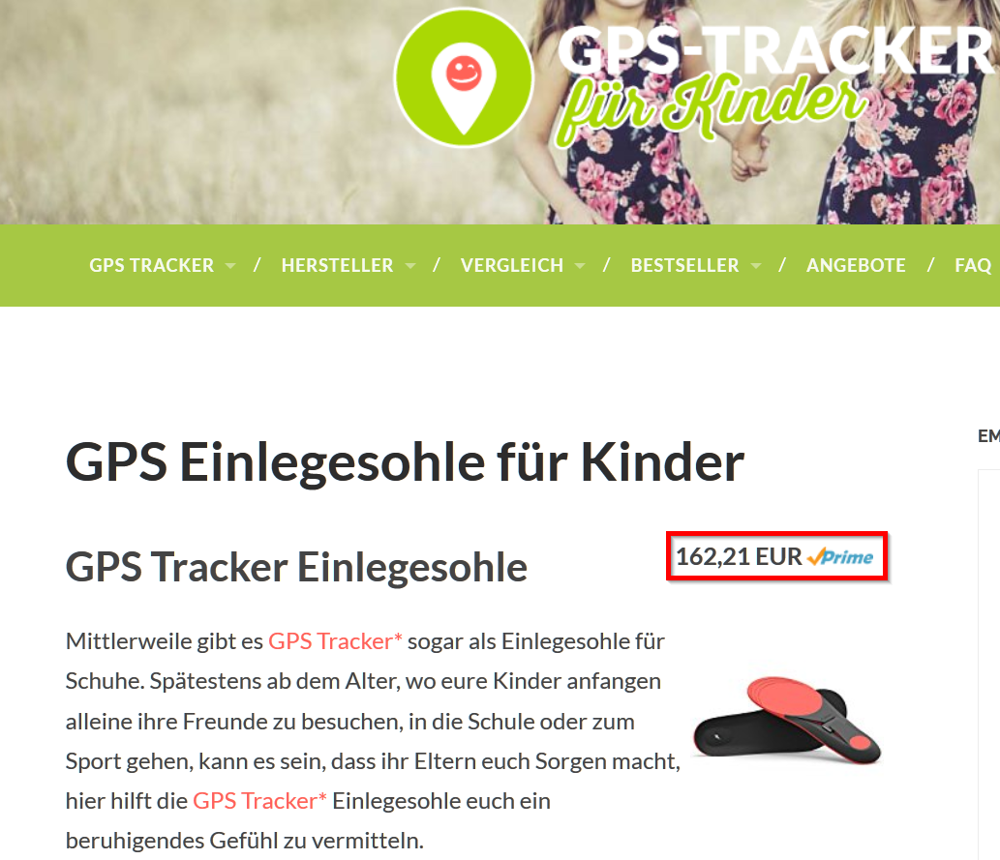 GPS-TRACKER
für Kinder
GPS TRACKER / HERSTELLER / VERGLEICH / BESTSELLER / ANGEBOTE / FAQ
GPS Einlegesohle für Kinder
EM
GPS Tracker Einlegesohle
162,21 EUR Prime
Mittlerweile gibt es GPS Tracker* sogar als Einlegesohle für
Schuhe. Spätestens ab dem Alter, wo eure Kinder anfangen
alleine ihre Freunde zu besuchen, in die Schule oder zum
Sport gehen, kann es sein, dass ihr Eltern euch Sorgen macht,
hier hilft die GPS Tracker* Einlegesohle euch ein
beruhigendes Gefühl zu vermitteln.